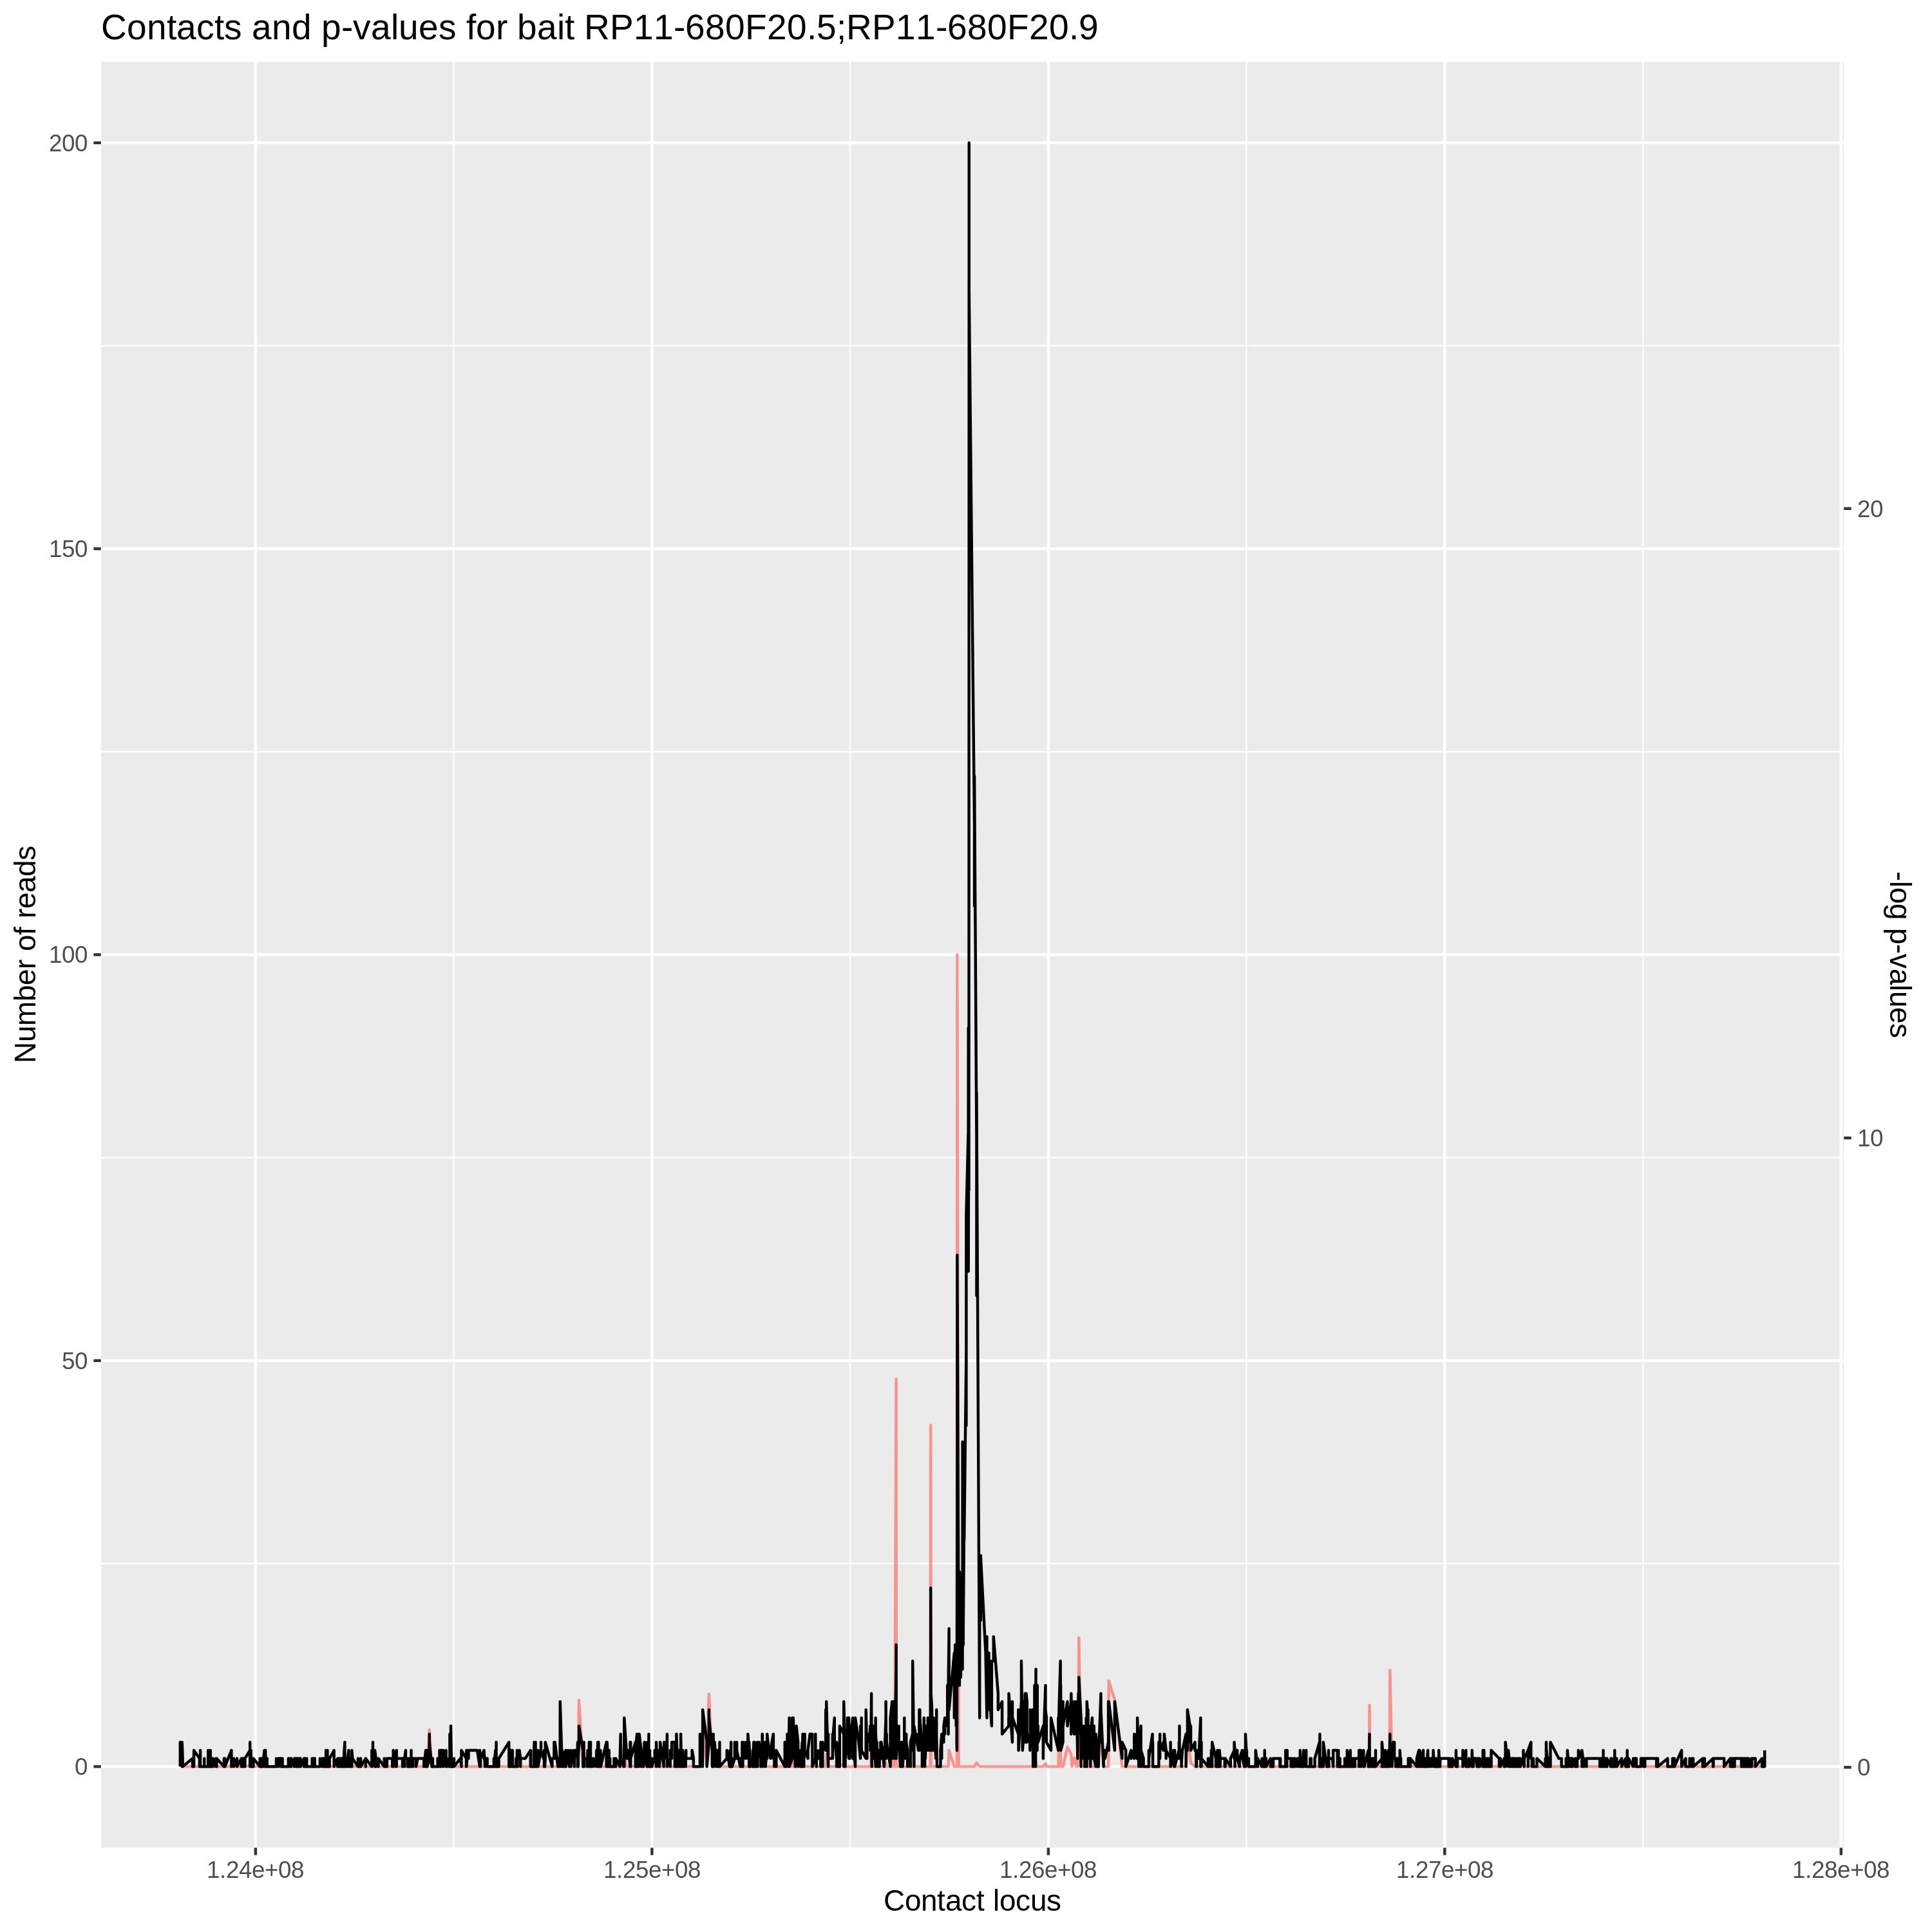 Contacts and p-values for bait RP11-680F20.5;RP11-680F20.9
200
150
100
50
0
Number of reads
20
10
0
-log p-values
1.24e+08
1.25e+08
1.26e+08
1.27e+08
1.28e+08
Contact locus